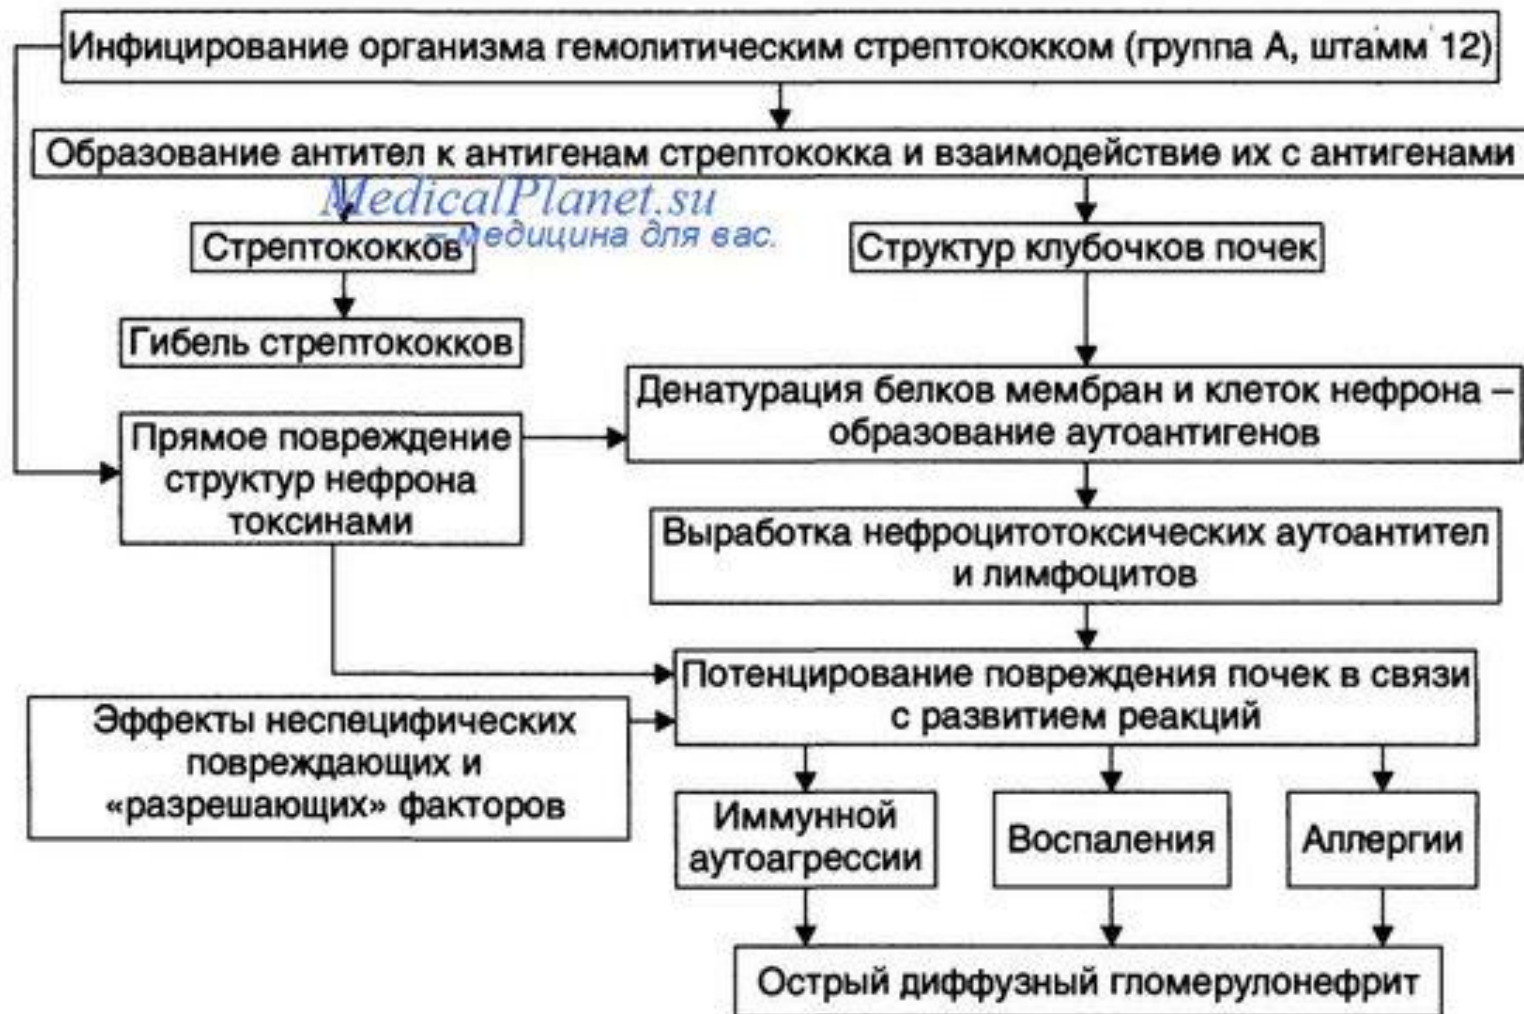 Инфицирование организма гемолитическим стрептококком (группа А, штамм 12)
Образование антител к антигенам стрептококка и взаимодействие их с антигенами
MedicalPlanet.su
– медицина для вас.
Стрептококков
Структур клубочков почек
Гибель стрептококков
Денатурация белков мембран и клеток нефрона –
образование аутоантигенов
Прямое повреждение
структур нефрона
токсинами
Выработка нефроцитотоксических аутоантител
и лимфоцитов
Потенцирование повреждения почек в связи
с развитием реакций
Эффекты неспецифических
повреждающих и
«разрешающих» факторов
Иммунной
аутоагрессии
Воспаления
Аллергии
Острый диффузный гломерулонефрит